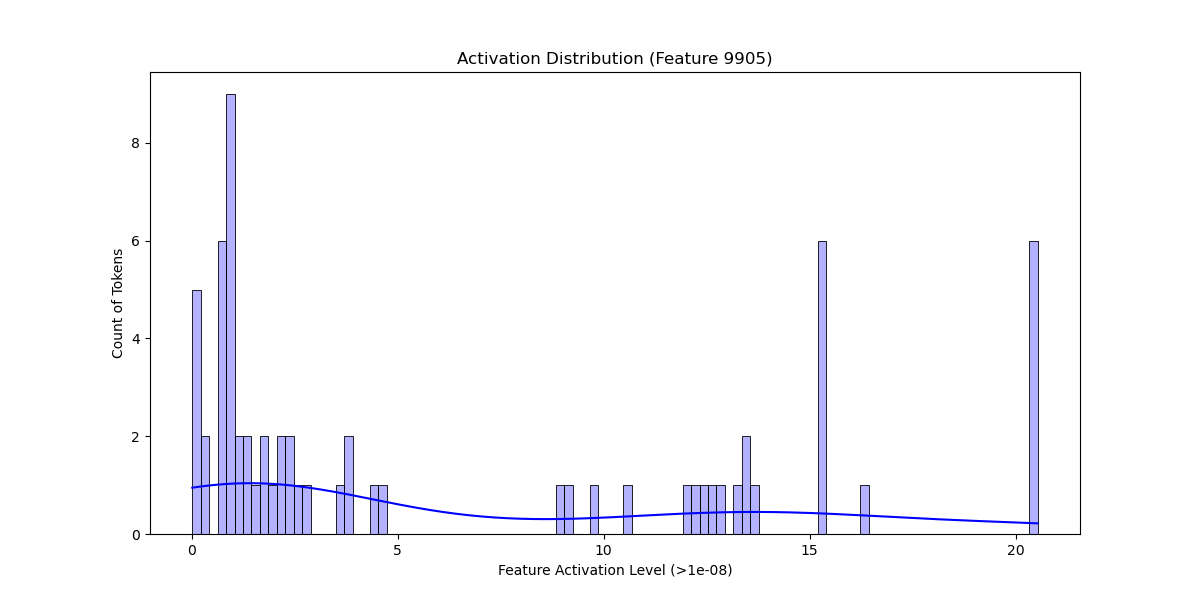 Activation Distribution (Feature 9905)
Count of Tokens
8
6
4
2
0
0 5 10 15 20
Feature Activation Level (>1e-08)